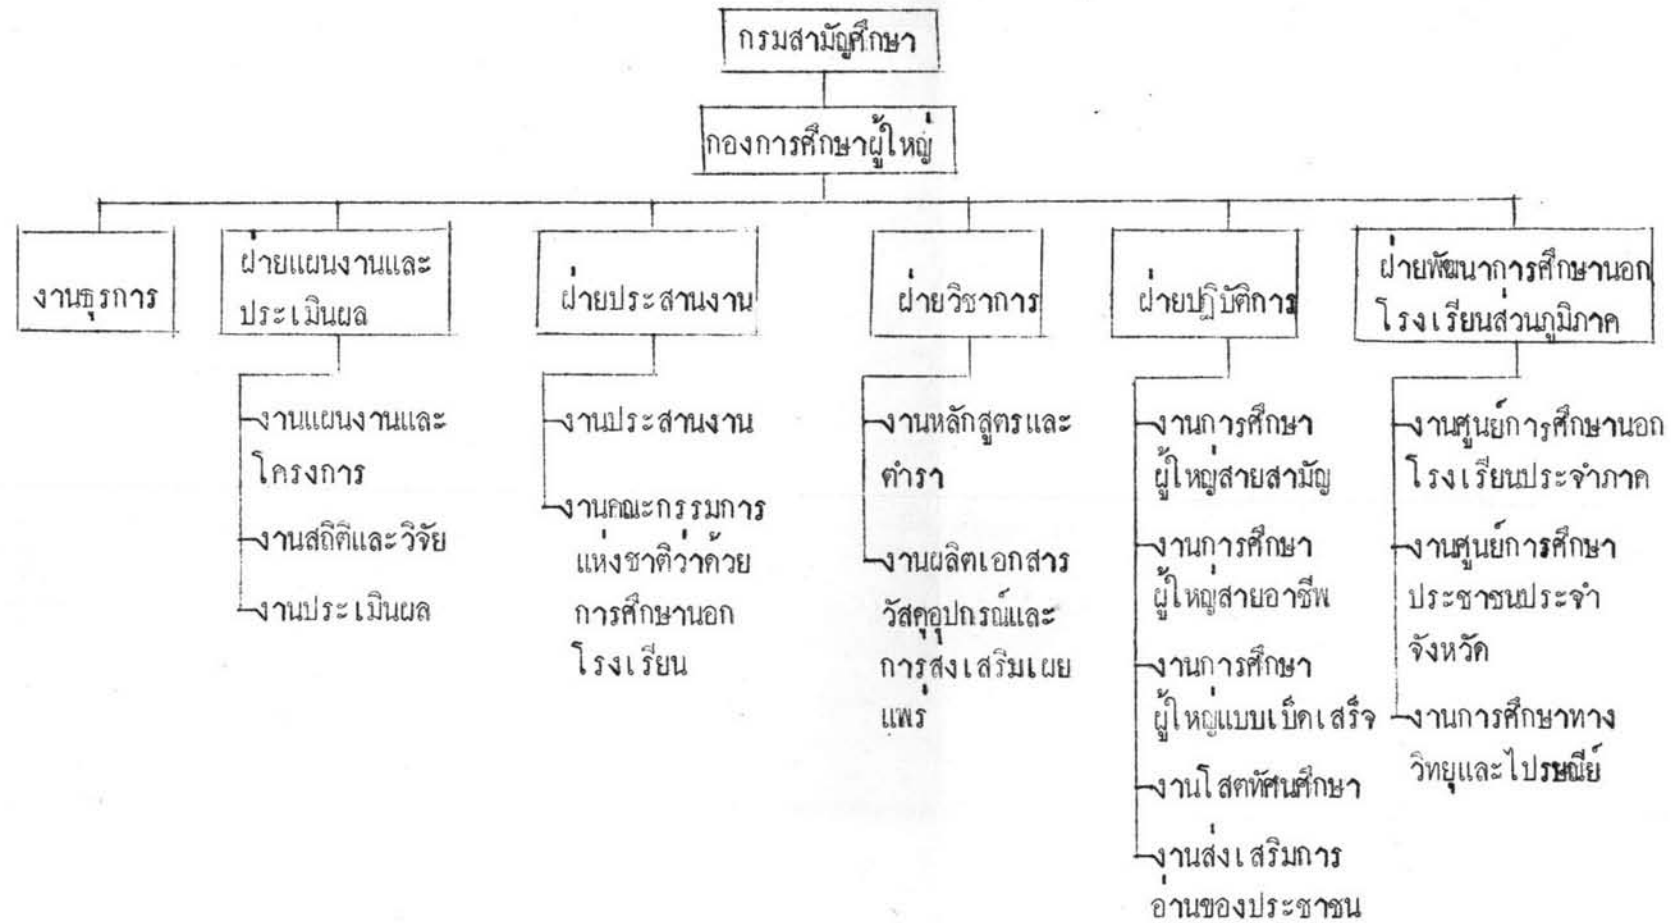 กรมสามัญศึกษา
กองการศึกษาผู้ใหญ่
งานธุรการ
ฝ่ายแผนงานและ
ประเมินผล
งานแผนงานและ
โครงการ
งานสถิติและวิจัย
งานประเมินผล
ฝ่ายประสานงาน
งานประสานงาน
งานคณะกรรมการ
แห่งชาติว่าด้วย
การศึกษานอก
โรงเรียน
ฝ่ายวิชาการ
งานหลักสูตรและ
ตำรา
งานผลิตเอกสาร
วัสดุอุปกรณ์และ
การส่งเสริมเผย
แพร่
ฝ่ายปฏิบัติการ
งานการศึกษา
ผู้ใหญ่สายสามัญ
งานการศึกษา
ผู้ใหญ่สายอาชีพ
งานการศึกษา
ผู้ใหญ่แบบเบ็ดเสร็จ
งานโสตทัศนศึกษา
งานส่งเสริมการ
อ่านของประชาชน
ฝ่ายพัฒนาการศึกษานอก
โรงเรียนส่วนภูมิภาค
งานศูนย์การศึกษานอก
โรงเรียนประจำภาค
งานศูนย์การศึกษา
ประชาชนประจำ
จังหวัด
งานการศึกษาทาง
วิทยุและไปรษณีย์